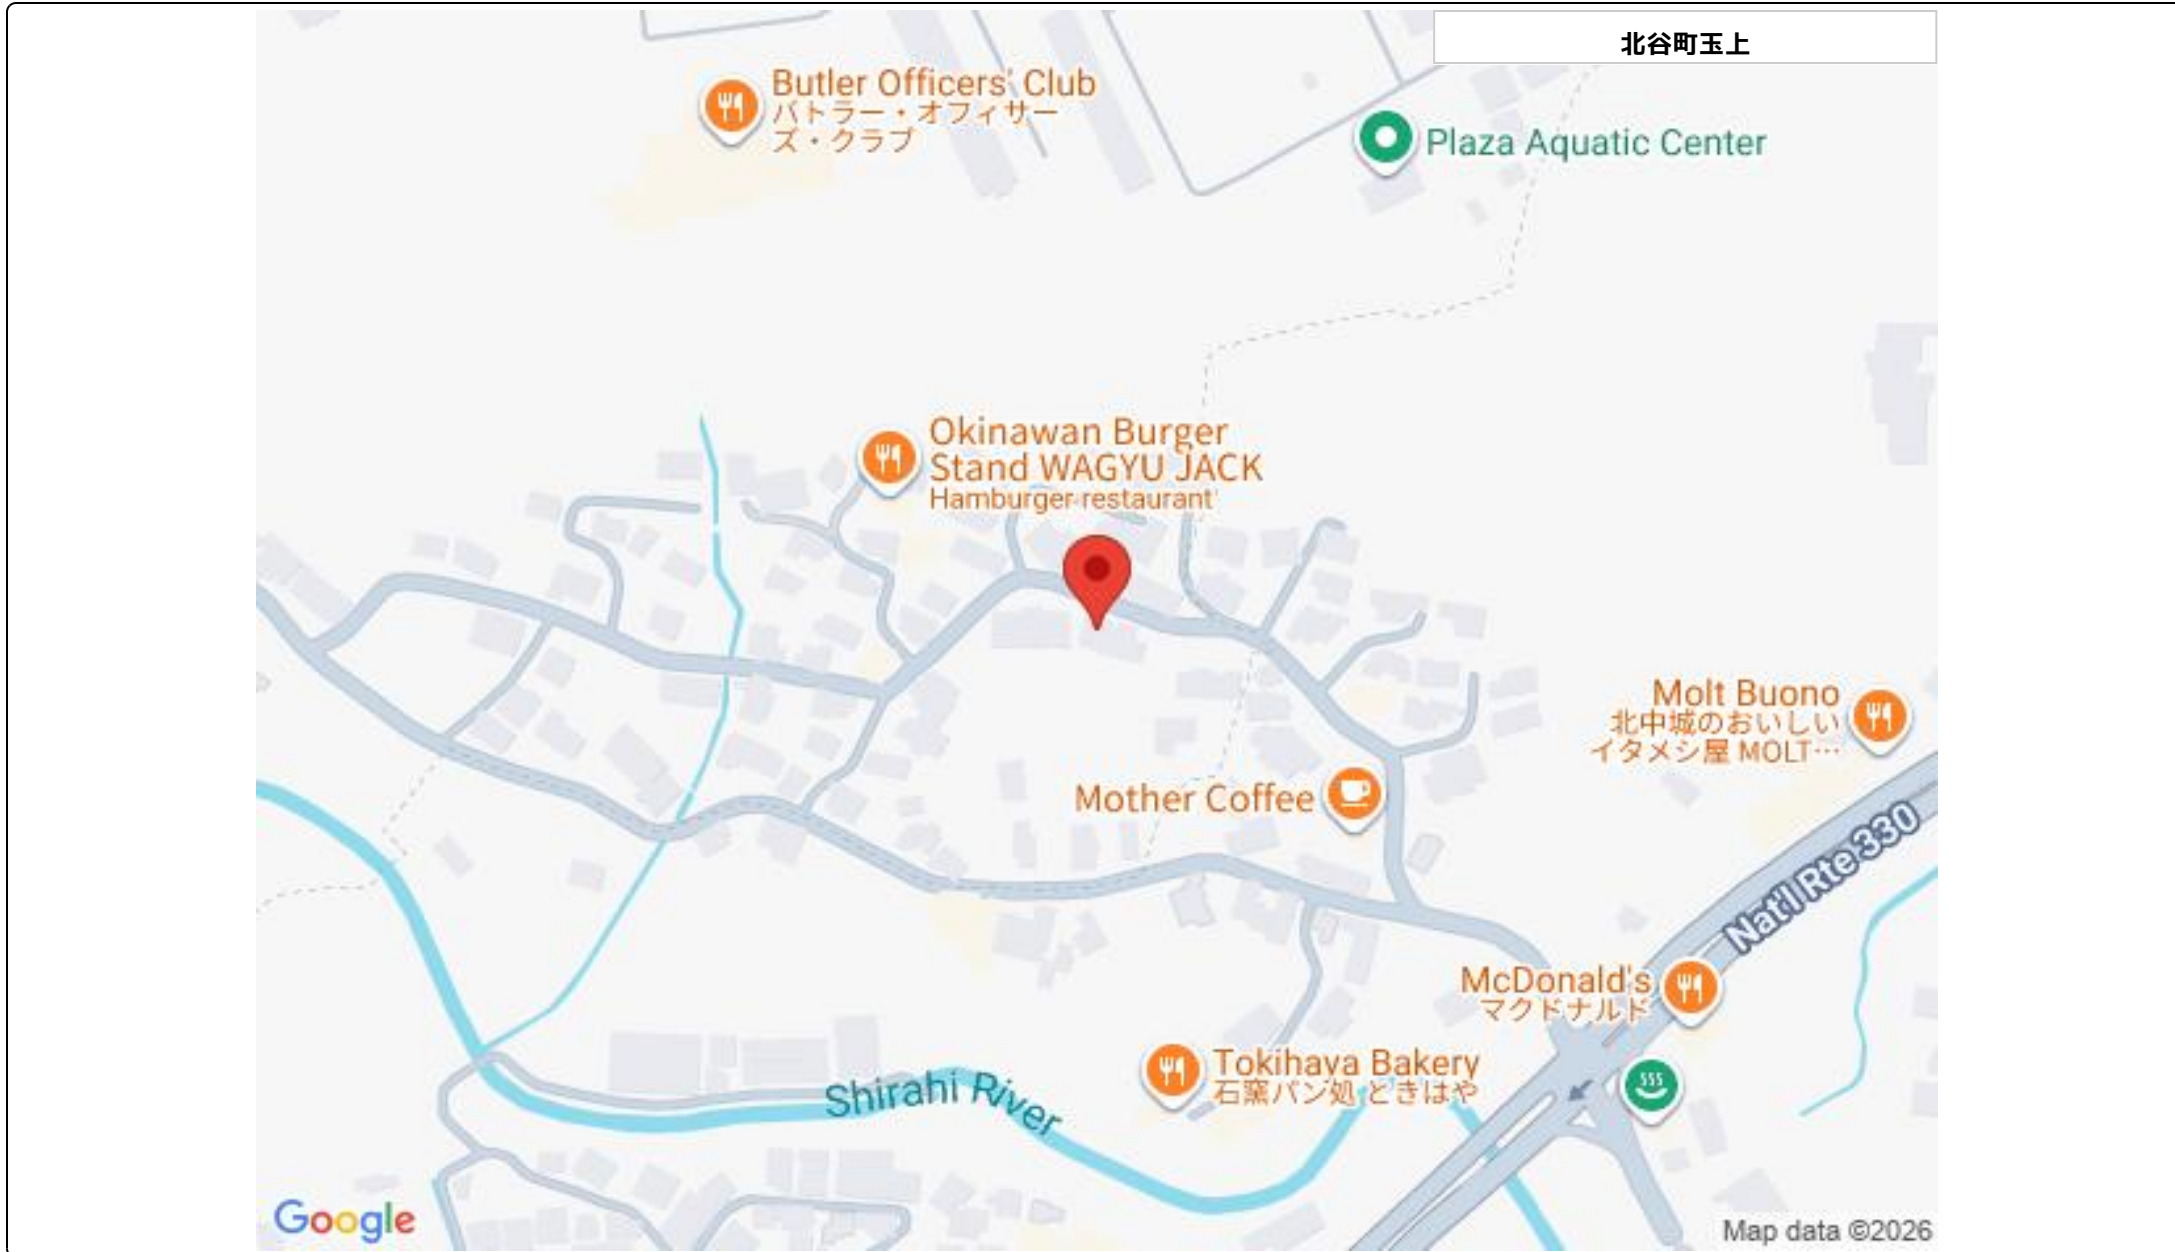 北谷町玉上
Butler Officers' Club
バトラー・オフィサー
ズ・クラブ
Plaza Aquatic Center
Okinawan Burger
Stand WAGYU JACK
Hamburger restaurant
Molt Buono
北中城のおいしい
イタメシ屋 MOLT…
Mother Coffee
Nat'l Rte 330
McDonald's
マクドナルド
Tokihaya Bakery
石窯パン処 ときはや
Shirahi River
Google
Map data ©2026